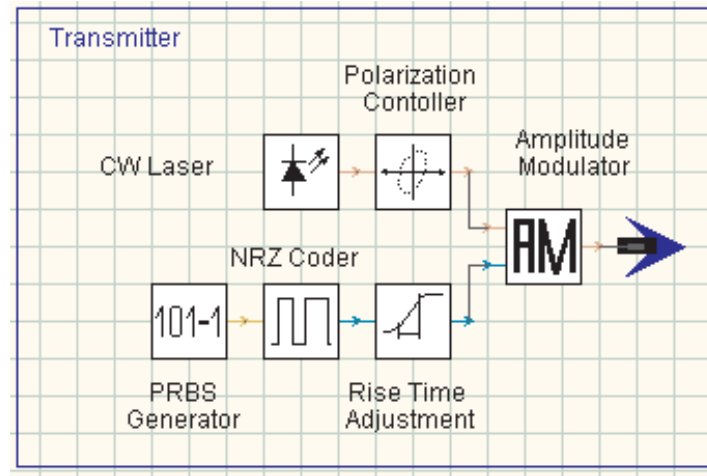 Transmitter
Polarization
Contoller
CW Laser
Amplitude
Modulator
AM
NRZ Coder
101-1
PRBS
Generator
Rise Time
Adjustment